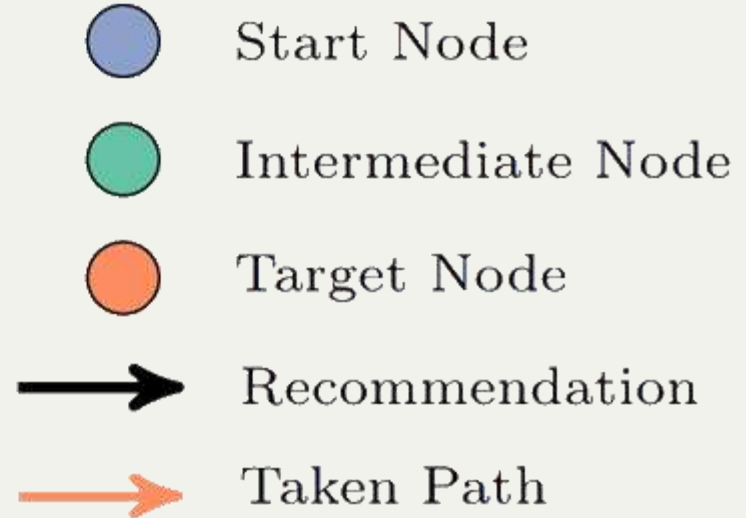 Start Node
Intermediate Node
Target Node
Recommendation
Taken Path